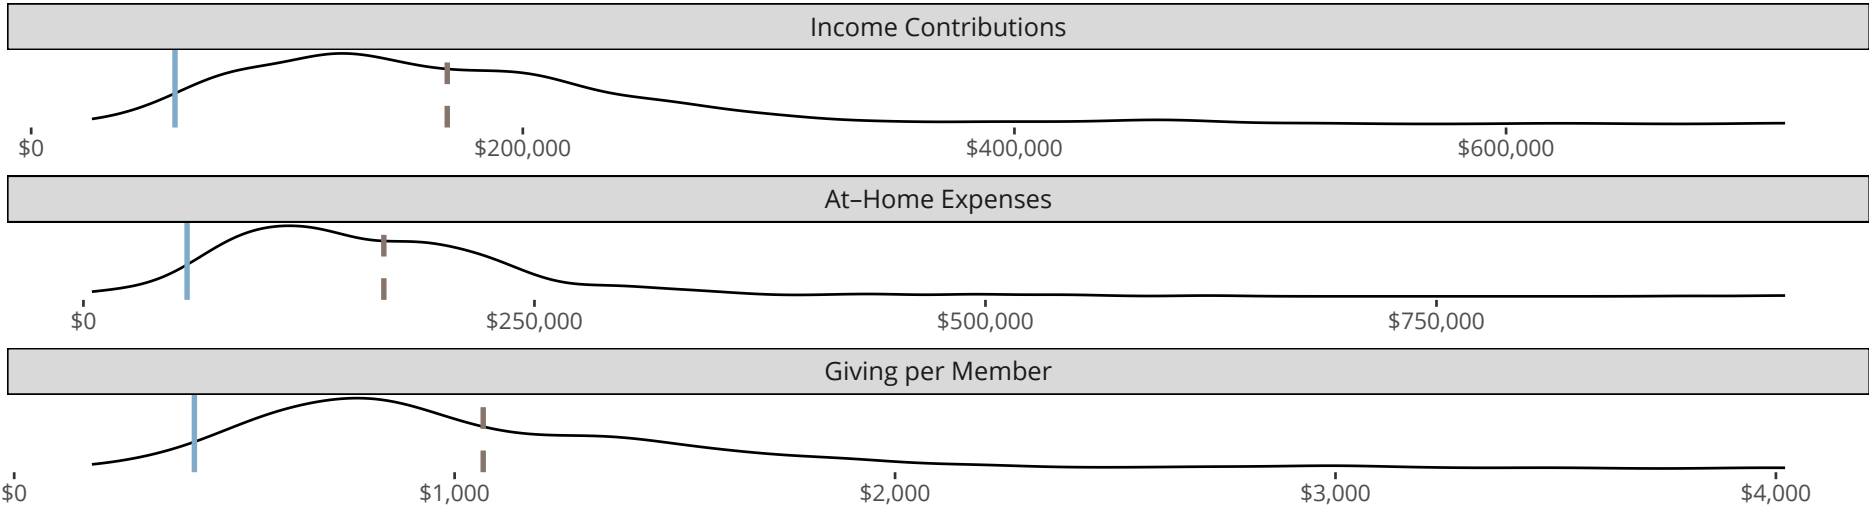 Income Contributions
$0 $200,000 $400,000 $600,000
At–Home Expenses
$0 $250,000 $500,000 $750,000
Giving per Member
$0 $1,000 $2,000 $3,000 $4,000